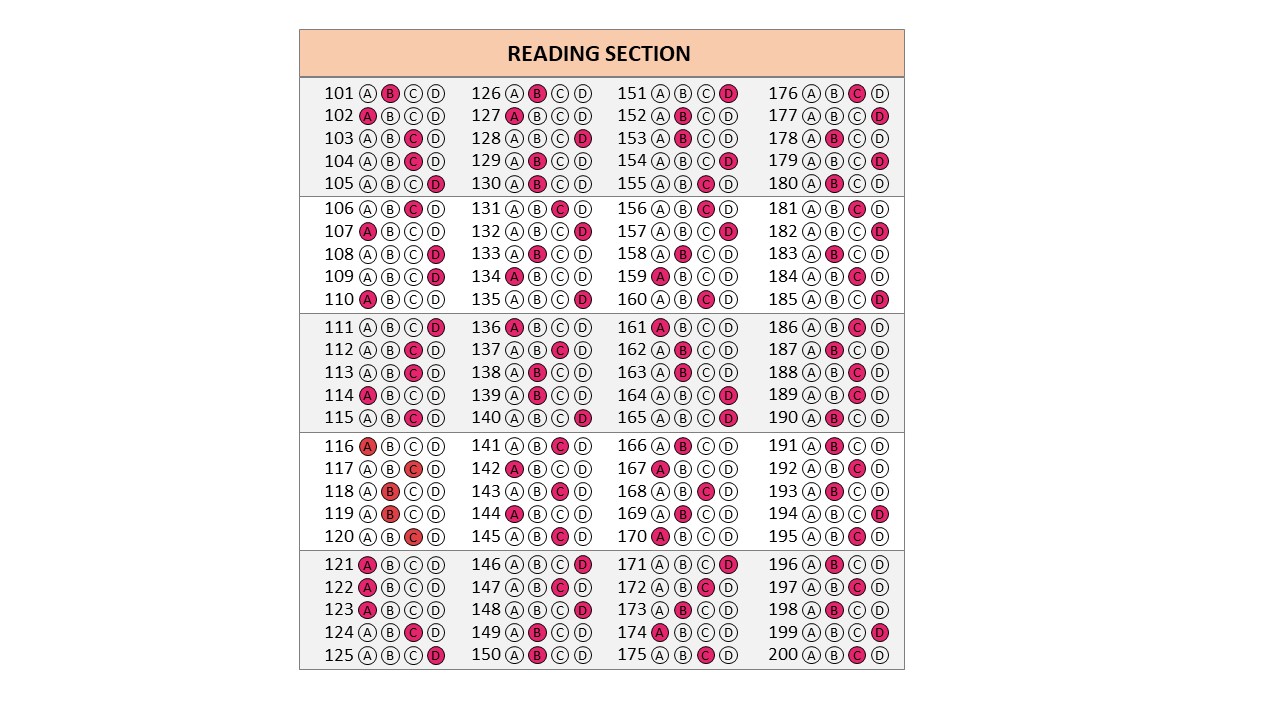 READING SECTION
101 A B C D 126 A B C D 151 A B C D 176 A B C D
102 A B C D 127 A B C D 152 A B C D 177 A B C D
103 A B C D 128 A B C D 153 A B C D 178 A B C D
104 A B C D 129 A B C D 154 A B C D 179 A B C D
105 A B C D 130 A B C D 155 A B C D 180 A B C D
106 A B C D 131 A B C D 156 A B C D 181 A B C D
107 A B C D 132 A B C D 157 A B C D 182 A B C D
108 A B C D 133 A B C D 158 A B C D 183 A B C D
109 A B C D 134 A B C D 159 A B C D 184 A B C D
110 A B C D 135 A B C D 160 A B C D 185 A B C D
111 A B C D 136 A B C D 161 A B C D 186 A B C D
112 A B C D 137 A B C D 162 A B C D 187 A B C D
113 A B C D 138 A B C D 163 A B C D 188 A B C D
114 A B C D 139 A B C D 164 A B C D 189 A B C D
115 A B C D 140 A B C D 165 A B C D 190 A B C D
116 A B C D 141 A B C D 166 A B C D 191 A B C D
117 A B C D 142 A B C D 167 A B C D 192 A B C D
118 A B C D 143 A B C D 168 A B C D 193 A B C D
119 A B C D 144 A B C D 169 A B C D 194 A B C D
120 A B C D 145 A B C D 170 A B C D 195 A B C D
121 A B C D 146 A B C D 171 A B C D 196 A B C D
122 A B C D 147 A B C D 172 A B C D 197 A B C D
123 A B C D 148 A B C D 173 A B C D 198 A B C D
124 A B C D 149 A B C D 174 A B C D 199 A B C D
125 A B C D 150 A B C D 175 A B C D 200 A B C D